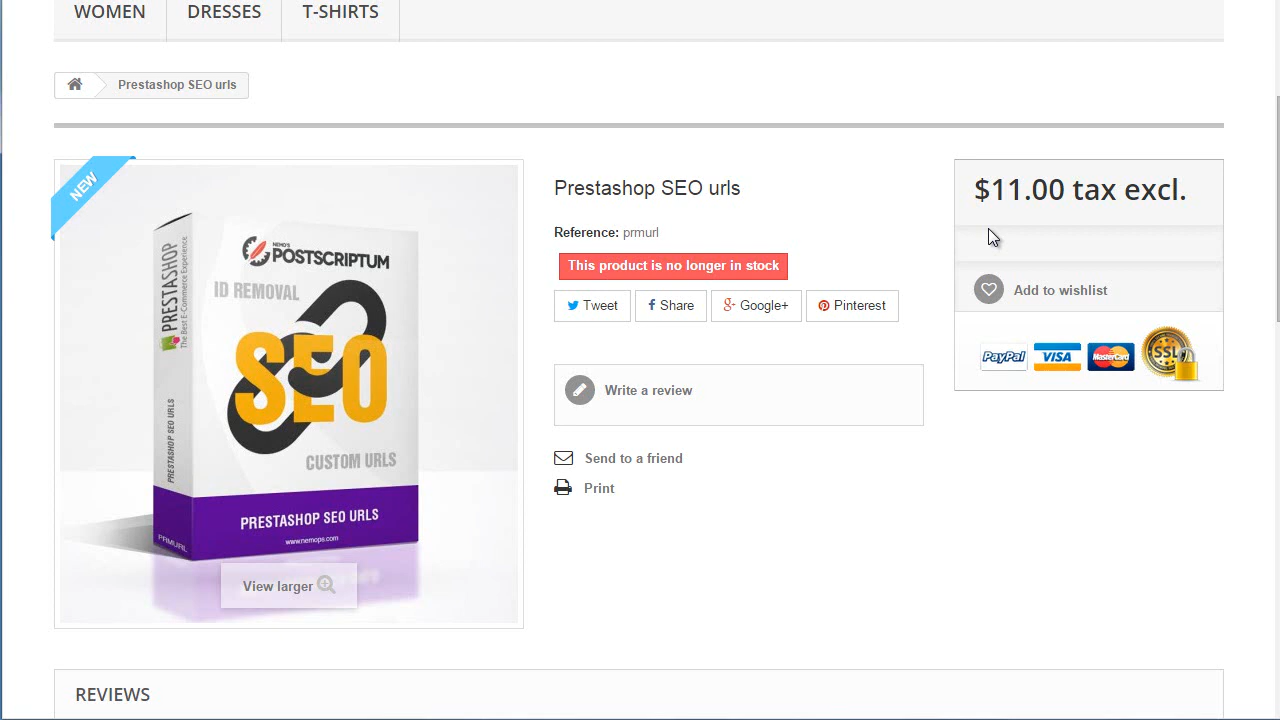 WOMEN DRESSES T-SHIRTS
Prestashop SEO urls
NEW
PRESTASHOP
The Best E-Commerce Experience
PRESTASHOP SEO URLS
PRMURL
NEMO'S
POSTSCRIPTUM
ID REMOVAL
SEO
CUSTOM URLS
PRESTASHOP SEO URLS
www.nemops.com
View larger
Prestashop SEO urls
Reference: prmurl
This product is no longer in stock
Tweet Share Google+ Pinterest
Write a review
Send to a friend
Print
$11.00 tax excl.
Add to wishlist
PayPal VISA MasterCard SSL
REVIEWS